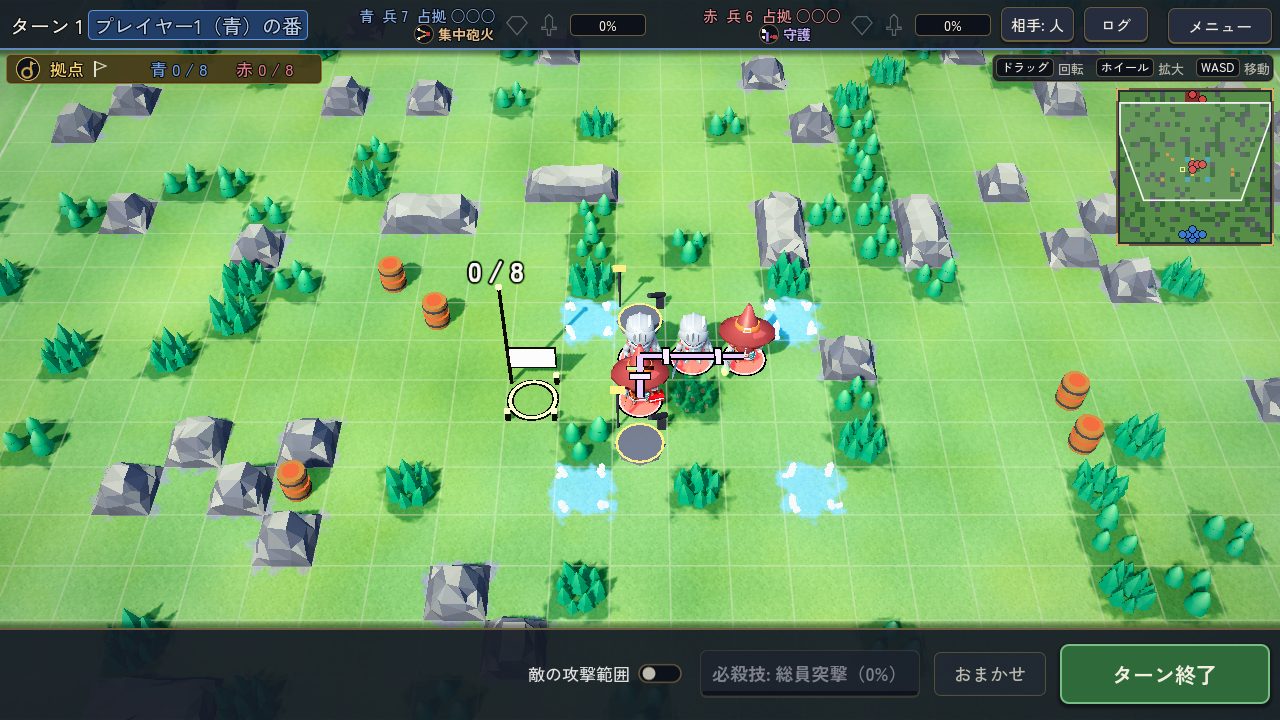 ターン 1 プレイヤー1（青）の番
青 兵 7 占拠 〇〇〇
集中砲火
0%
赤 兵 6 占拠 〇〇〇
守護
0%
相手: 人
ログ
メニュー
拠点 青 0 / 8 赤 0 / 8
ドラッグ 回転 ホイール 拡大 WASD 移動
0 / 8
敵の攻撃範囲
必殺技: 総員突撃（0%）
おまかせ
ターン終了